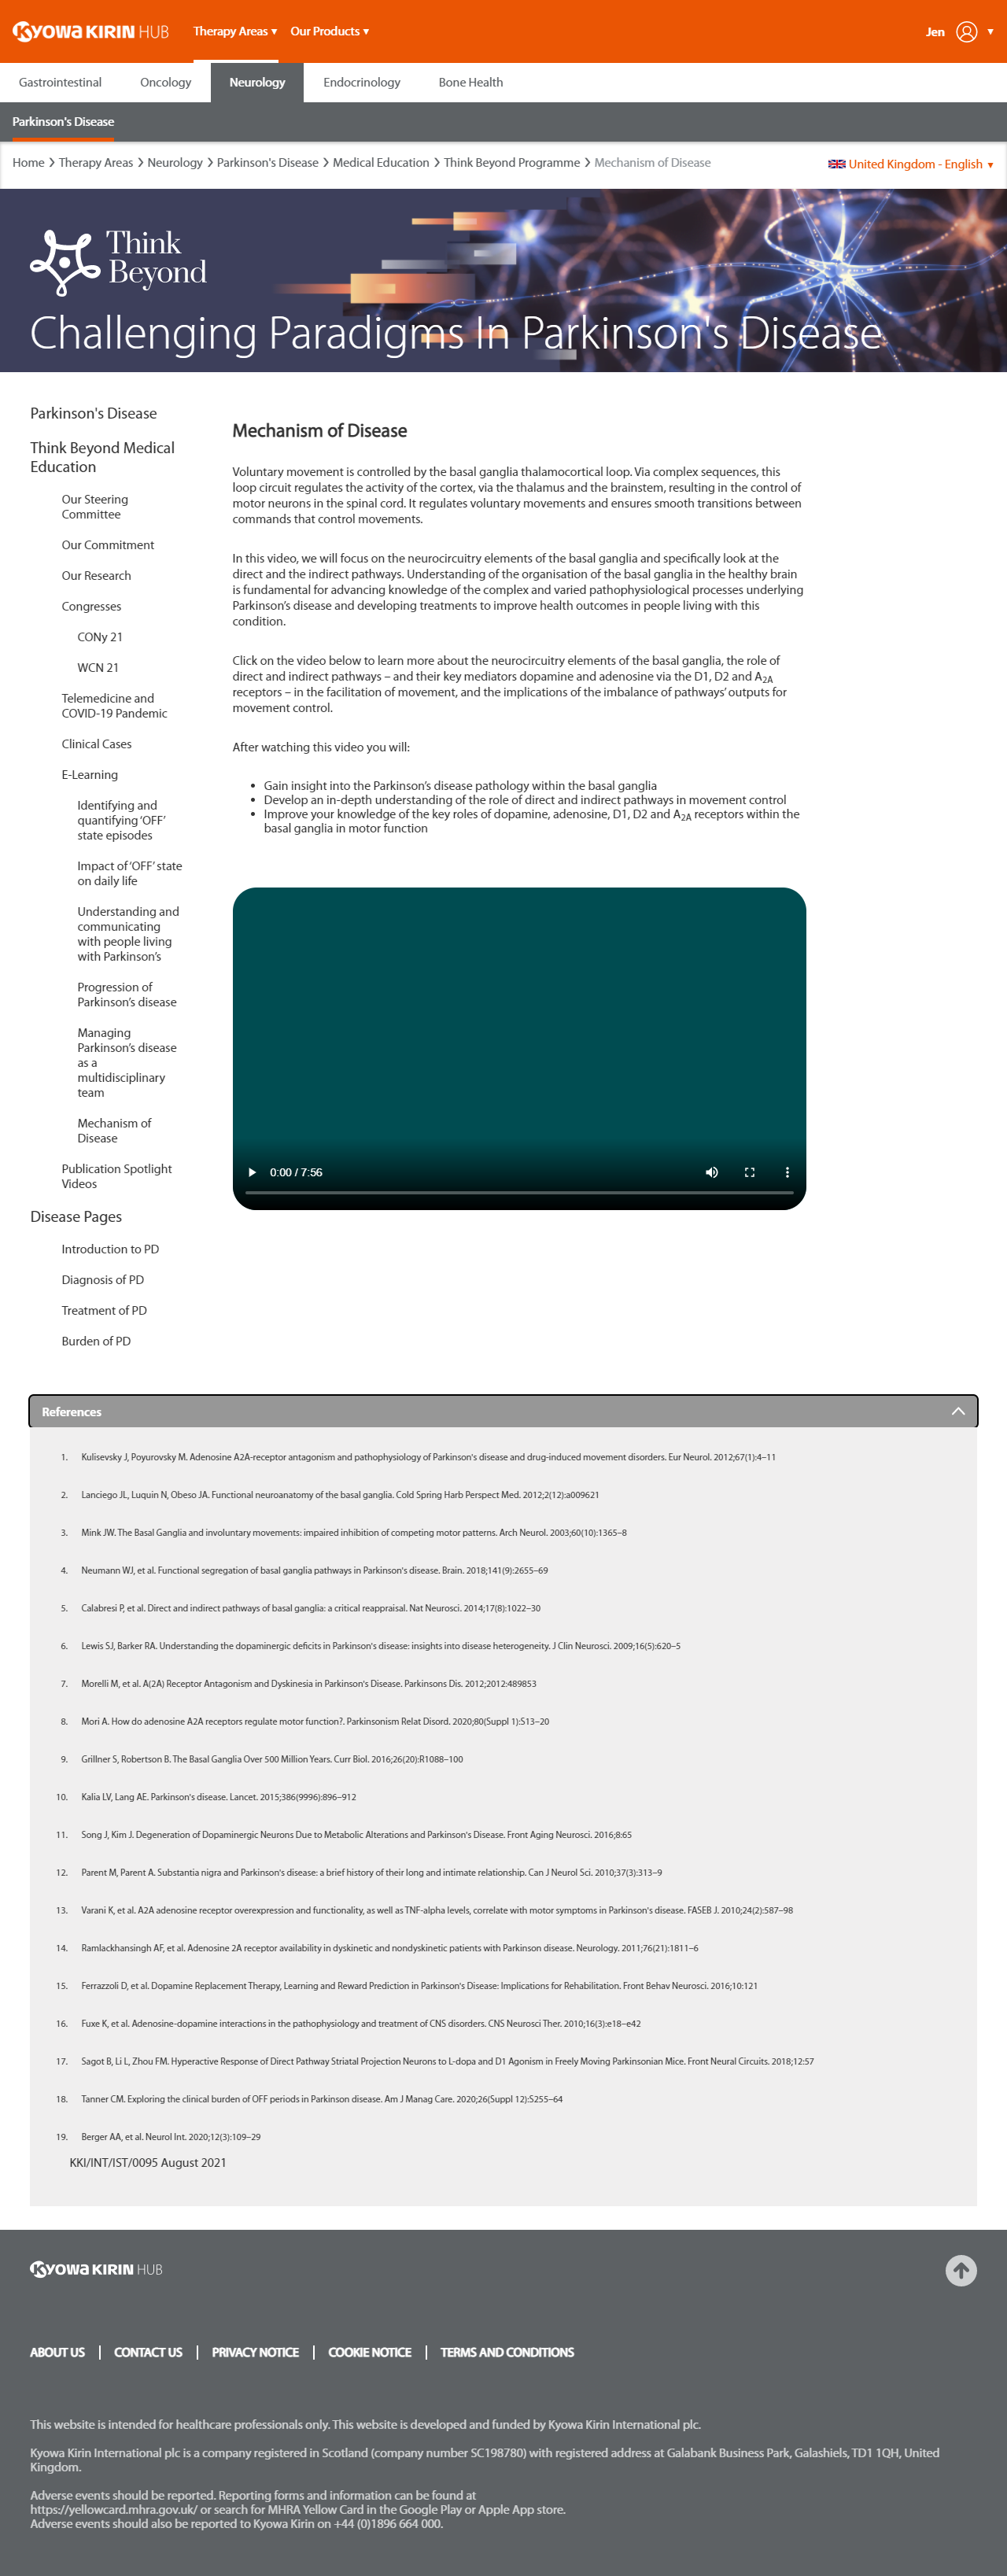 KYOWA KIRIN HUB
Therapy Areas ▼ Our Products ▼
Jen ▼
Gastrointestinal Oncology Neurology Endocrinology Bone Health
Parkinson's Disease
Home > Therapy Areas > Neurology > Parkinson's Disease > Medical Education > Think Beyond Programme > Mechanism of Disease
United Kingdom - English ▼
Think
Beyond
Challenging Paradigms In Parkinson's Disease
Parkinson's Disease
Think Beyond Medical
Education
Our Steering
Committee
Our Commitment
Our Research
Congresses
CONy 21
WCN 21
Telemedicine and
COVID-19 Pandemic
Clinical Cases
E-Learning
Identifying and
quantifying ‘OFF’
state episodes
Impact of ‘OFF’ state
on daily life
Understanding and
communicating
with people living
with Parkinson’s
Progression of
Parkinson’s disease
Managing
Parkinson’s disease
as a
multidisciplinary
team
Mechanism of
Disease
Publication Spotlight
Videos
Disease Pages
Introduction to PD
Diagnosis of PD
Treatment of PD
Burden of PD
Mechanism of Disease
Voluntary movement is controlled by the basal ganglia thalamocortical loop. Via complex sequences, this
loop circuit regulates the activity of the cortex, via the thalamus and the brainstem, resulting in the control of
motor neurons in the spinal cord. It regulates voluntary movements and ensures smooth transitions between
commands that control movements.
In this video, we will focus on the neurocircuitry elements of the basal ganglia and specifically look at the
direct and the indirect pathways. Understanding of the organisation of the basal ganglia in the healthy brain
is fundamental for advancing knowledge of the complex and varied pathophysiological processes underlying
Parkinson’s disease and developing treatments to improve health outcomes in people living with this
condition.
Click on the video below to learn more about the neurocircuitry elements of the basal ganglia, the role of
direct and indirect pathways – and their key mediators dopamine and adenosine via the D1, D2 and A2A
receptors – in the facilitation of movement, and the implications of the imbalance of pathways’ outputs for
movement control.
After watching this video you will:
• Gain insight into the Parkinson’s disease pathology within the basal ganglia
• Develop an in-depth understanding of the role of direct and indirect pathways in movement control
• Improve your knowledge of the key roles of dopamine, adenosine, D1, D2 and A2A receptors within the
basal ganglia in motor function
0:00 / 7:56
References
1. Kulisevsky J, Poyurovsky M. Adenosine A2A-receptor antagonism and pathophysiology of Parkinson's disease and drug-induced movement disorders. Eur Neurol. 2012;67(1):4–11
2. Lanciego JL, Luquin N, Obeso JA. Functional neuroanatomy of the basal ganglia. Cold Spring Harb Perspect Med. 2012;2(12):a009621
3. Mink JW. The Basal Ganglia and involuntary movements: impaired inhibition of competing motor patterns. Arch Neurol. 2003;60(10):1365–8
4. Neumann WJ, et al. Functional segregation of basal ganglia pathways in Parkinson's disease. Brain. 2018;141(9):2655–69
5. Calabresi P, et al. Direct and indirect pathways of basal ganglia: a critical reappraisal. Nat Neurosci. 2014;17(8):1022–30
6. Lewis SJ, Barker RA. Understanding the dopaminergic deficits in Parkinson's disease: insights into disease heterogeneity. J Clin Neurosci. 2009;16(5):620–5
7. Morelli M, et al. A(2A) Receptor Antagonism and Dyskinesia in Parkinson's Disease. Parkinsons Dis. 2012;2012:489853
8. Mori A. How do adenosine A2A receptors regulate motor function?. Parkinsonism Relat Disord. 2020;80(Suppl 1):S13–20
9. Grillner S, Robertson B. The Basal Ganglia Over 500 Million Years. Curr Biol. 2016;26(20):R1088–100
10. Kalia LV, Lang AE. Parkinson's disease. Lancet. 2015;386(9996):896–912
11. Song J, Kim J. Degeneration of Dopaminergic Neurons Due to Metabolic Alterations and Parkinson's Disease. Front Aging Neurosci. 2016;8:65
12. Parent M, Parent A. Substantia nigra and Parkinson's disease: a brief history of their long and intimate relationship. Can J Neurol Sci. 2010;37(3):313–9
13. Varani K, et al. A2A adenosine receptor overexpression and functionality, as well as TNF-alpha levels, correlate with motor symptoms in Parkinson's disease. FASEB J. 2010;24(2):587–98
14. Ramlackhansingh AF, et al. Adenosine 2A receptor availability in dyskinetic and nondyskinetic patients with Parkinson disease. Neurology. 2011;76(21):1811–6
15. Ferrazzoli D, et al. Dopamine Replacement Therapy, Learning and Reward Prediction in Parkinson's Disease: Implications for Rehabilitation. Front Behav Neurosci. 2016;10:121
16. Fuxe K, et al. Adenosine-dopamine interactions in the pathophysiology and treatment of CNS disorders. CNS Neurosci Ther. 2010;16(3):e18–e42
17. Sagot B, Li L, Zhou FM. Hyperactive Response of Direct Pathway Striatal Projection Neurons to L-dopa and D1 Agonism in Freely Moving Parkinsonian Mice. Front Neural Circuits. 2018;12:57
18. Tanner CM. Exploring the clinical burden of OFF periods in Parkinson disease. Am J Manag Care. 2020;26(Suppl 12):S255–64
19. Berger AA, et al. Neurol Int. 2020;12(3):109–29
KKI/INT/IST/0095 August 2021
KYOWA KIRIN HUB
ABOUT US | CONTACT US | PRIVACY NOTICE | COOKIE NOTICE | TERMS AND CONDITIONS
This website is intended for healthcare professionals only. This website is developed and funded by Kyowa Kirin International plc.
Kyowa Kirin International plc is a company registered in Scotland (company number SC198780) with registered address at Galabank Business Park, Galashiels, TD1 1QH, United
Kingdom.
Adverse events should be reported. Reporting forms and information can be found at
https://yellowcard.mhra.gov.uk/ or search for MHRA Yellow Card in the Google Play or Apple App store.
Adverse events should also be reported to Kyowa Kirin on +44 (0)1896 664 000.